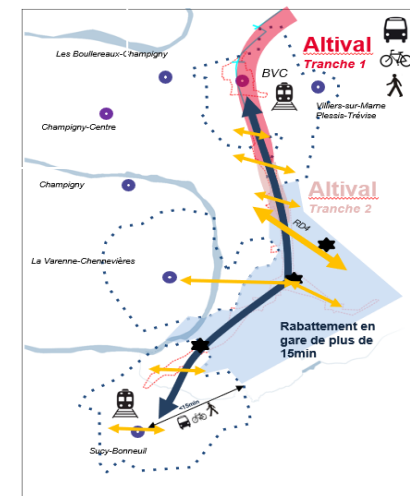 Altival
Tranche 1
Les Boullereaux-Champigny
BVC
Villiers-sur-Marne
Plessis-Trévise
Champigny-Centre
Champigny
Altival
Tranche 2
RD4
La Varenne-Chennevières
Rabattement en
gare de plus de
15min
<15min
Sucy-Bonneuil